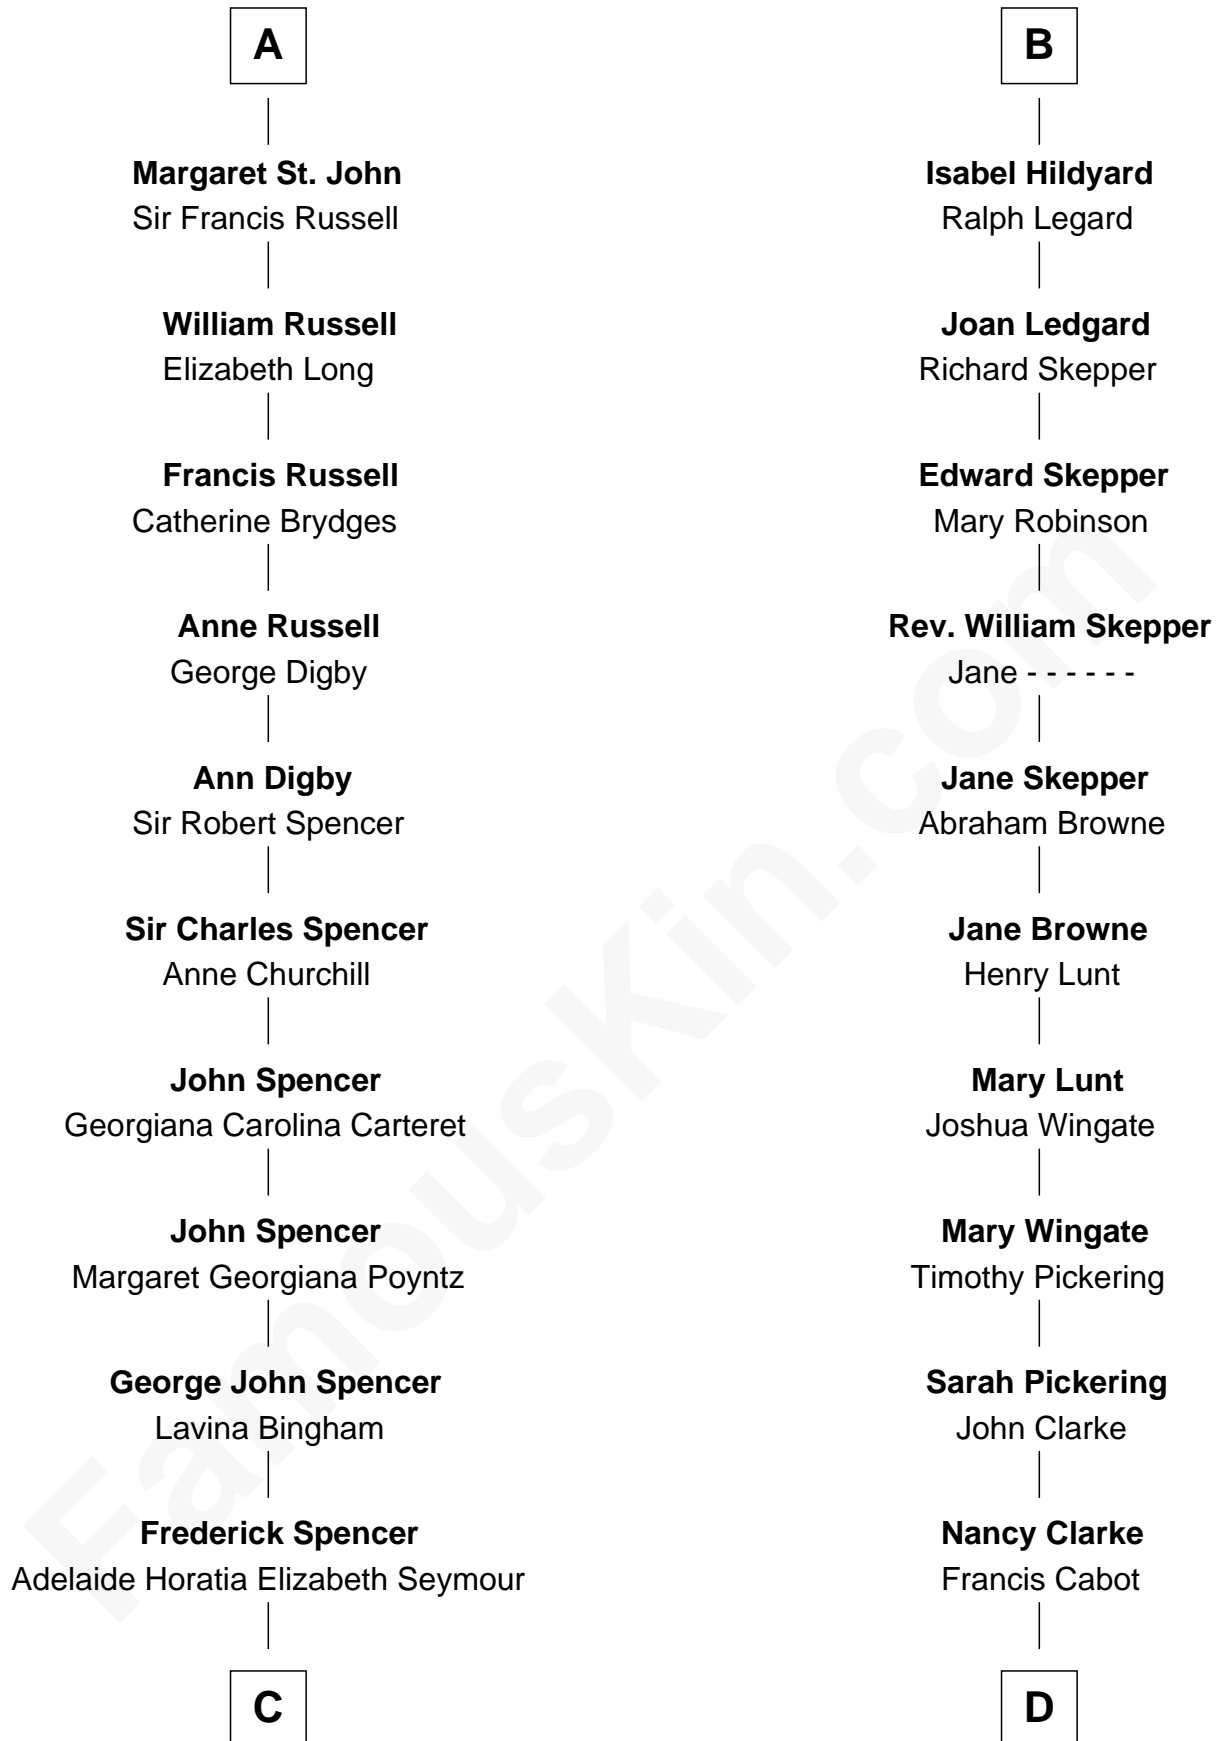 A
Margaret St. John
Sir Francis Russell
William Russell
Elizabeth Long
Francis Russell
Catherine Brydges
Anne Russell
George Digby
Ann Digby
Sir Robert Spencer
Sir Charles Spencer
Anne Churchill
John Spencer
Georgiana Carolina Carteret
John Spencer
Margaret Georgiana Poyntz
George John Spencer
Lavina Bingham
Frederick Spencer
Adelaide Horatia Elizabeth Seymour
C
B
Isabel Hildyard
Ralph Legard
Joan Ledgard
Richard Skepper
Edward Skepper
Mary Robinson
Rev. William Skepper
Jane - - - - - -
Jane Skepper
Abraham Browne
Jane Browne
Henry Lunt
Mary Lunt
Joshua Wingate
Mary Wingate
Timothy Pickering
Sarah Pickering
John Clarke
Nancy Clarke
Francis Cabot
D
FamousKin.com